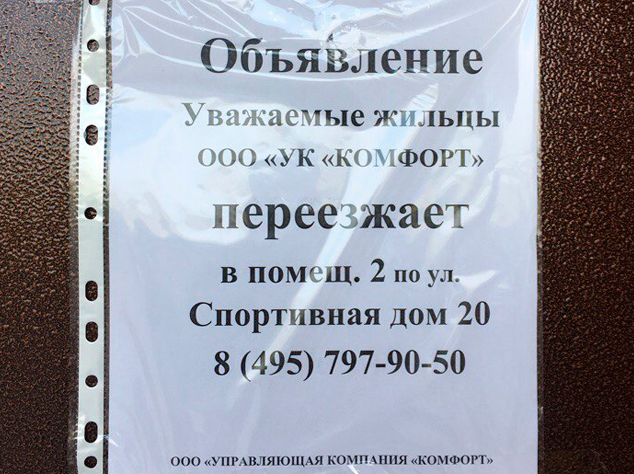 Объявление
Уважаемые жильцы
ООО «УК «КОМФОРТ»
переезжает
в помещ. 2 по ул.
Спортивная дом 20
8 (495) 797-90-50
ООО «УПРАВЛЯЮЩАЯ КОМПАНИЯ «КОМФОРТ»